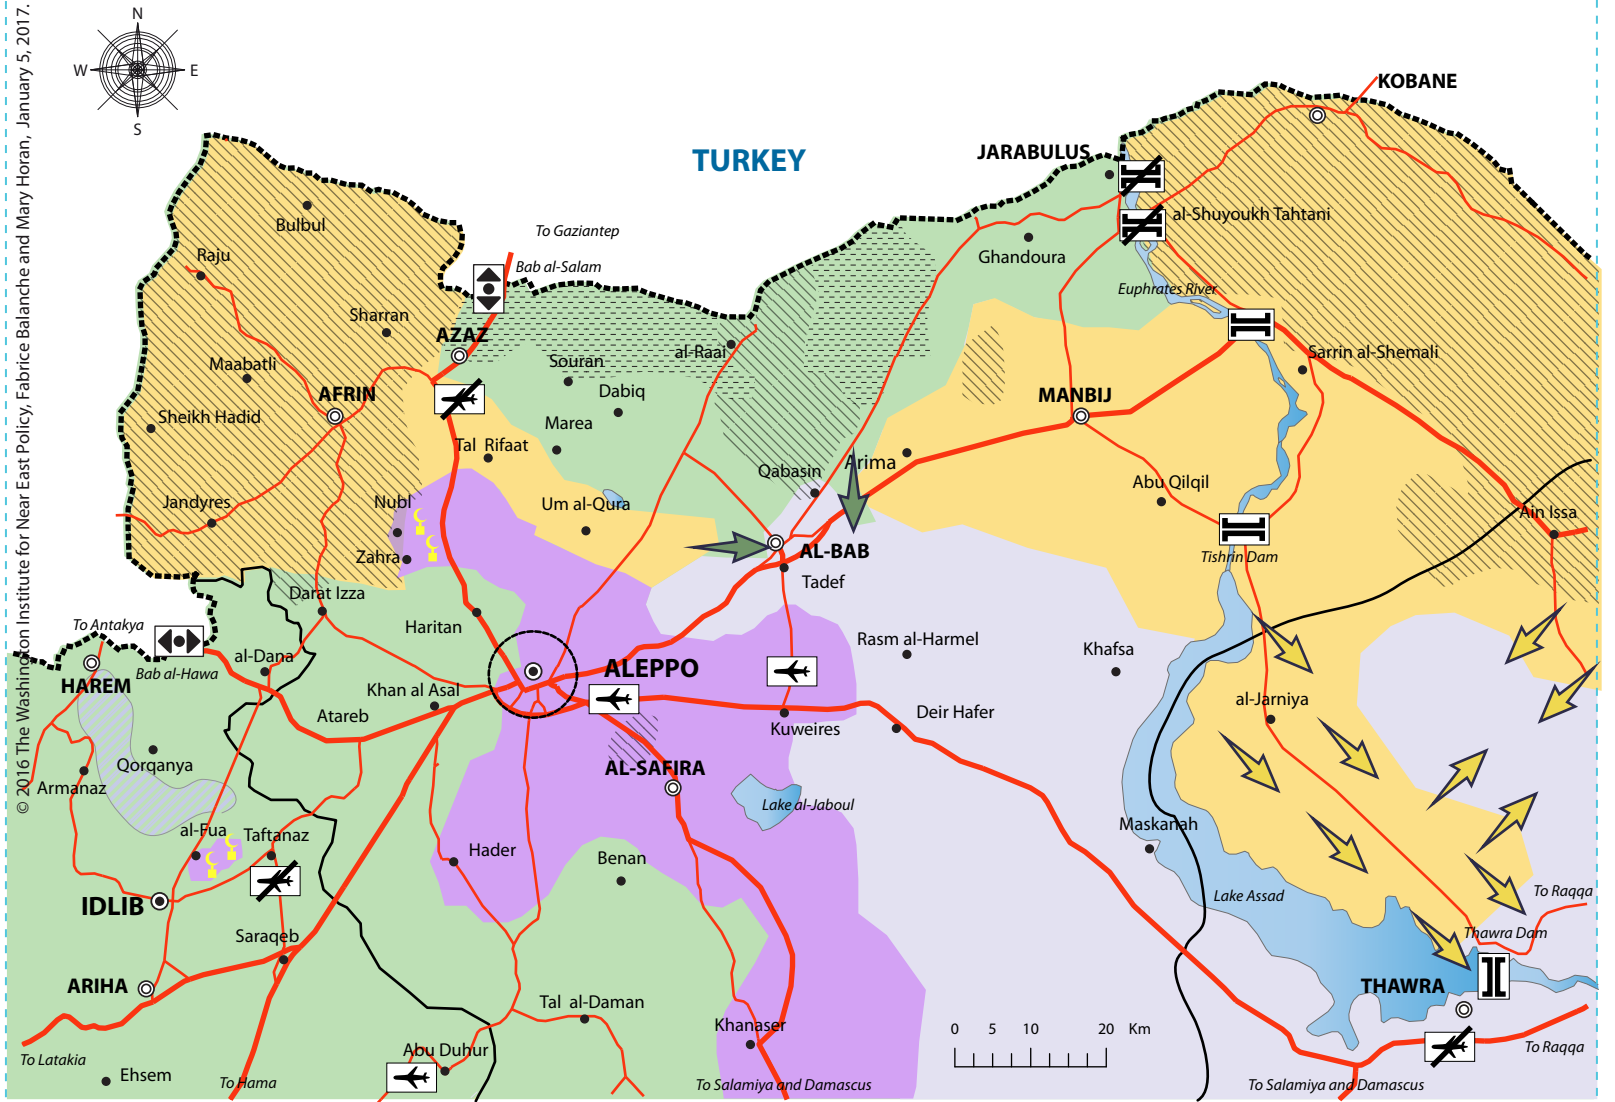 © 2016 The Washington Institute for Near East Policy, Fabrice Balanche and Mary Horan, January 5, 2017.
N
W
E
S
TURKEY
KOBANE
JARABULUS
al-Shuyoukh Tahtani
Bulbul
To Gaziantep
Raju
Bab al-Salam
Ghandoura
Euphrates River
Sharran
AZAZ
Souran
al-Raai
Sarrin al-Shemali
Maabatli
AFRIN
Dabiq
MANBIJ
Sheikh Hadid
Marea
Tal Rifaat
Arima
Qabasin
Abu Qilqil
Jandyres
Nubl
Um al-Qura
Ain Issa
Zahra
AL-BAB
Tishrin Dam
Tadef
Darat Izza
To Antakya
Haritan
Rasm al-Harmel
Khafsa
al-Dana
Bab al-Hawa
HAREM
ALEPPO
Khan al Asal
al-Jarniya
Atareb
Deir Hafer
Kuweires
Qorganya
AL-SAFIRA
Armanaz
Lake al-Jaboul
Maskanah
al-Fua
Taftanaz
Hader
Benan
Lake Assad
To Raqqa
IDLIB
Saraqeb
Thawra Dam
ARIHA
THAWRA
Tal al-Daman
Khanaser
0 5 10 20 Km
Abu Duhur
To Latakia
Ehsem
To Hama
To Salamiya and Damascus
To Salamiya and Damascus
To Raqqa